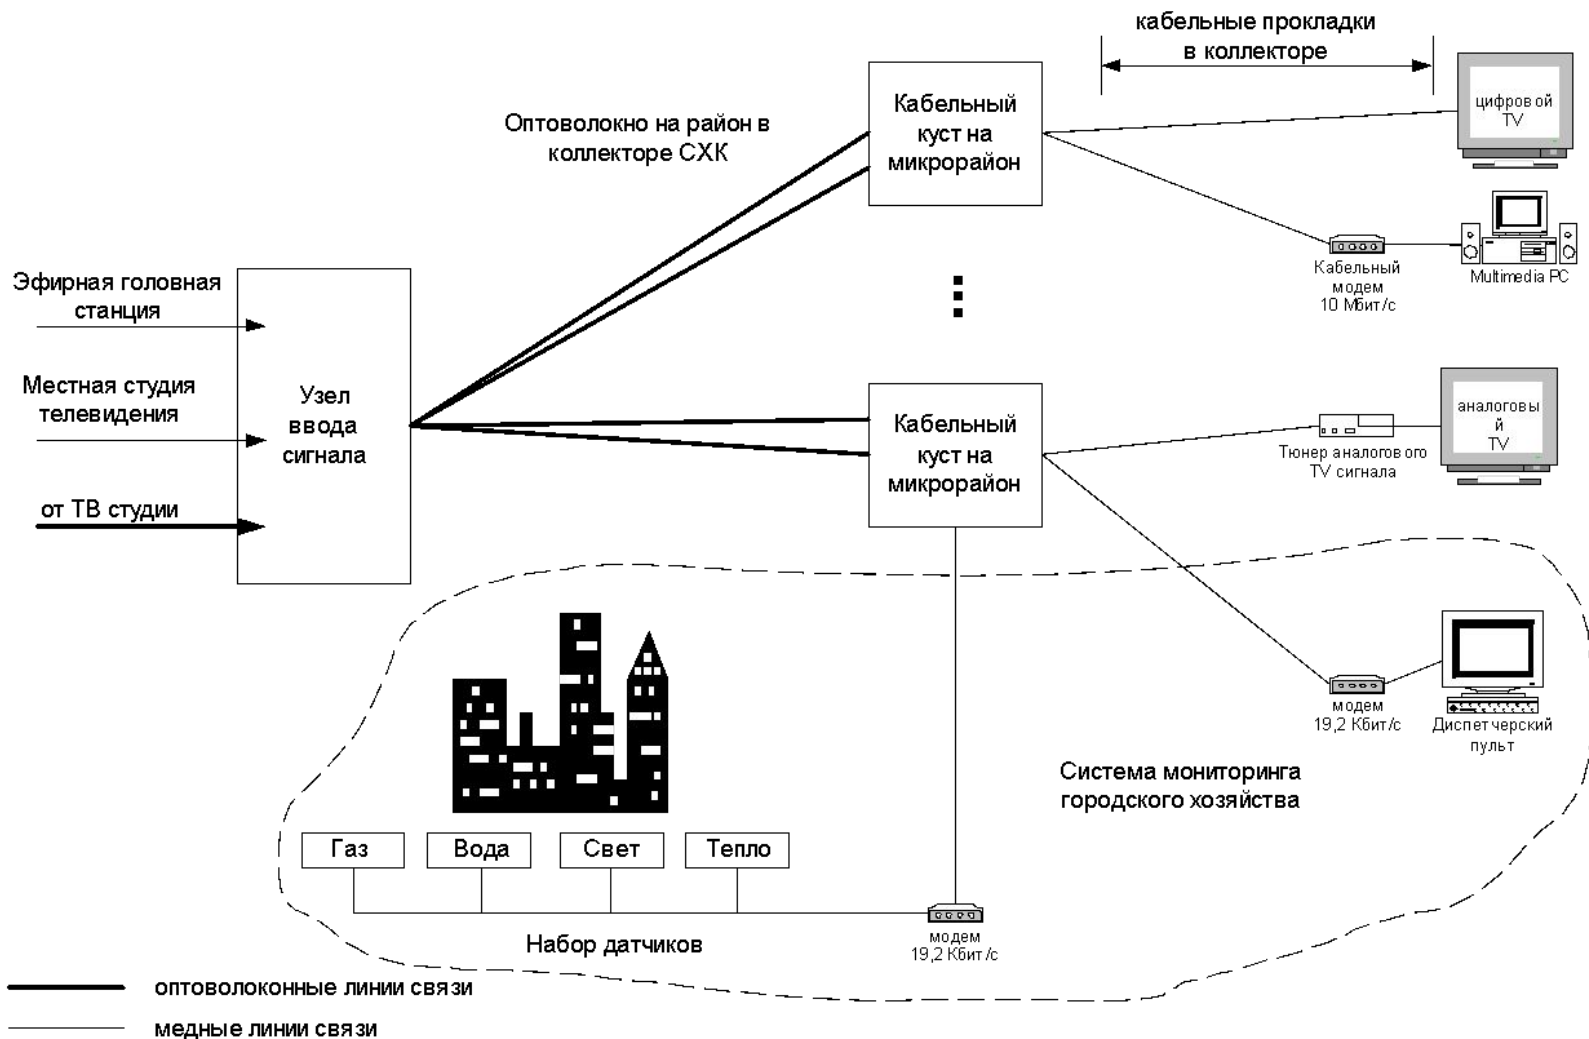 кабельные прокладки
в коллекторе
Оптоволокно на район в
коллекторе СХК
Кабельный
куст на
микрорайон
цифровой
TV
Кабельный
модем
10 Мбит/с
Multimedia PC
Эфирная головная
станция
Местная студия
телевидения
от ТВ студии
Узел
ввода
сигнала
Кабельный
куст на
микрорайон
Тюнер аналогового
TV сигнала
аналоговы
й
TV
модем
19,2 Кбит/с
Диспетчерский
пульт
Система мониторинга
городского хозяйства
Газ
Вода
Свет
Тепло
Набор датчиков
модем
19,2 Кбит/с
оптоволоконные линии связи
медные линии связи